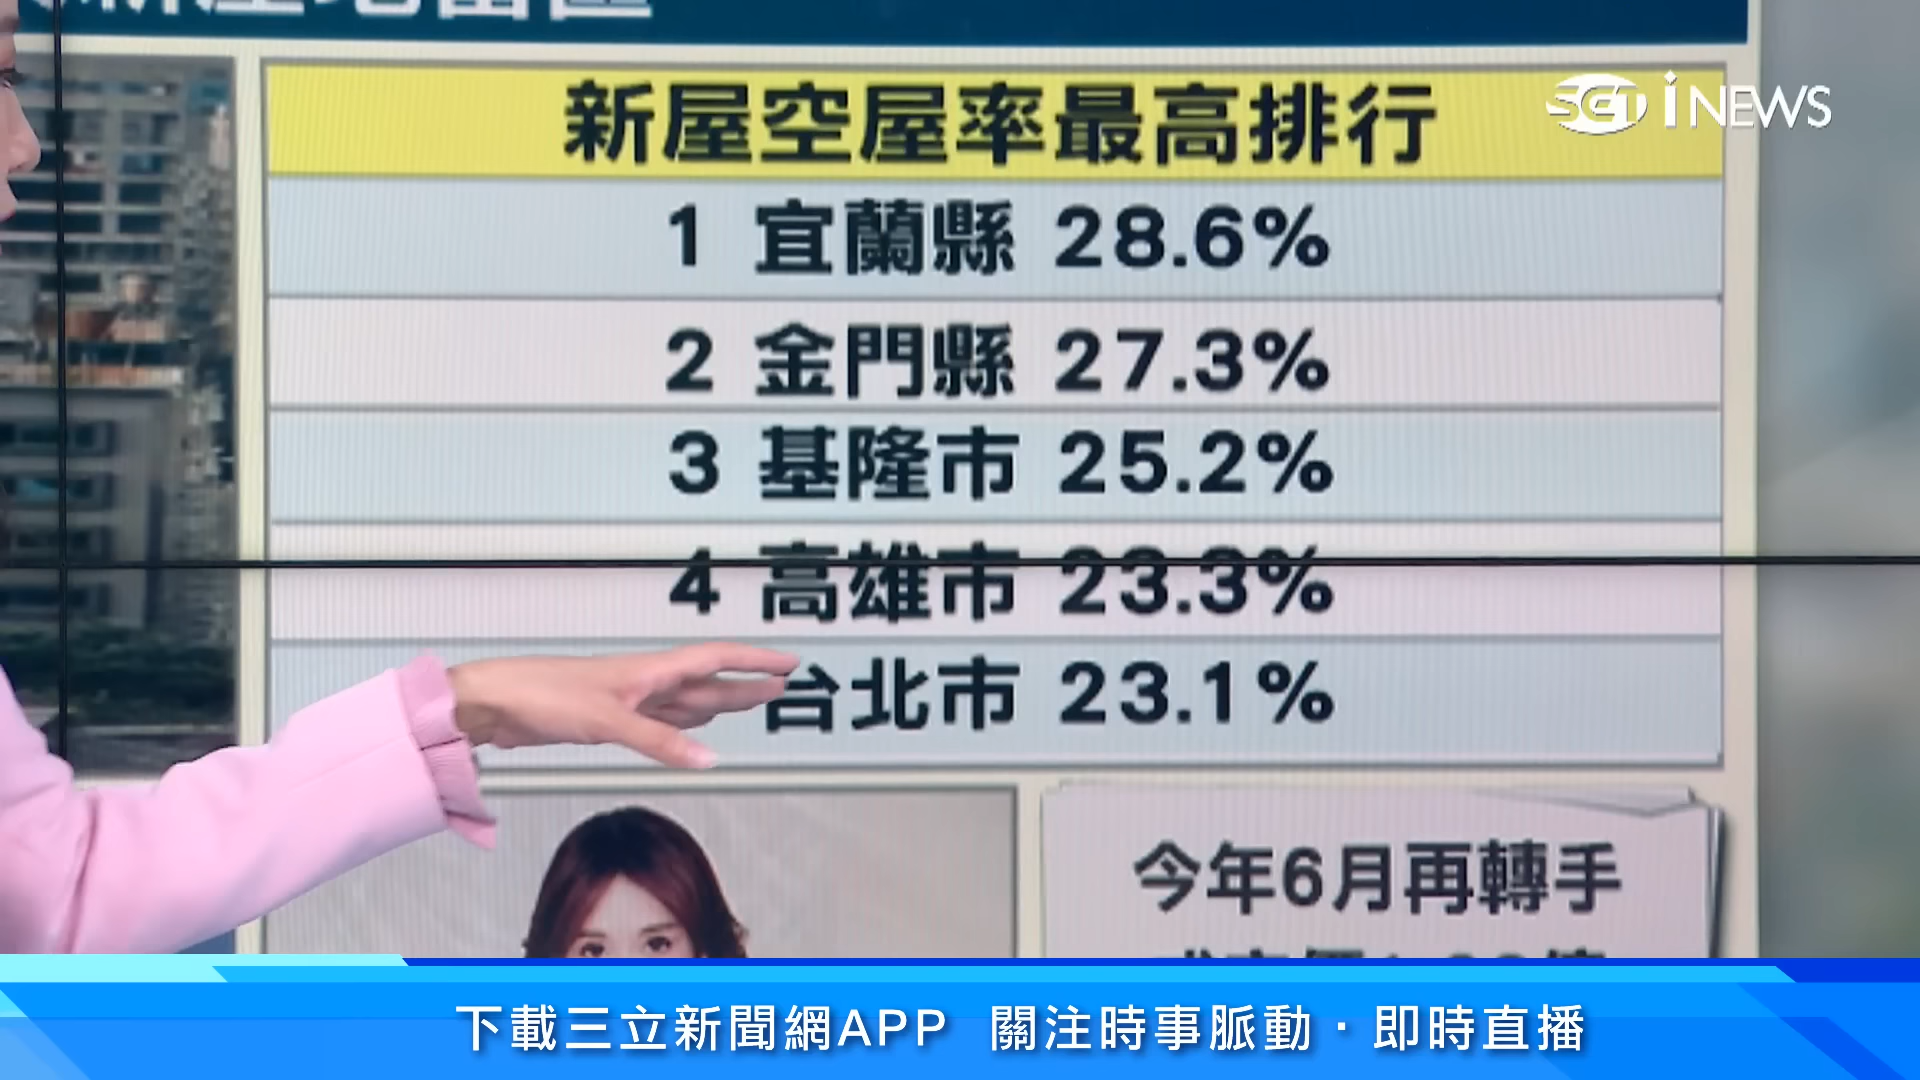 新屋空屋率最高排行
SET iNEWS
1 宜蘭縣 28.6%
2 金門縣 27.3%
3 基隆市 25.2%
4 高雄市 23.3%
台北市 23.1%
今年6月再轉手
下載三立新聞網APP 關注時事脈動·即時直播